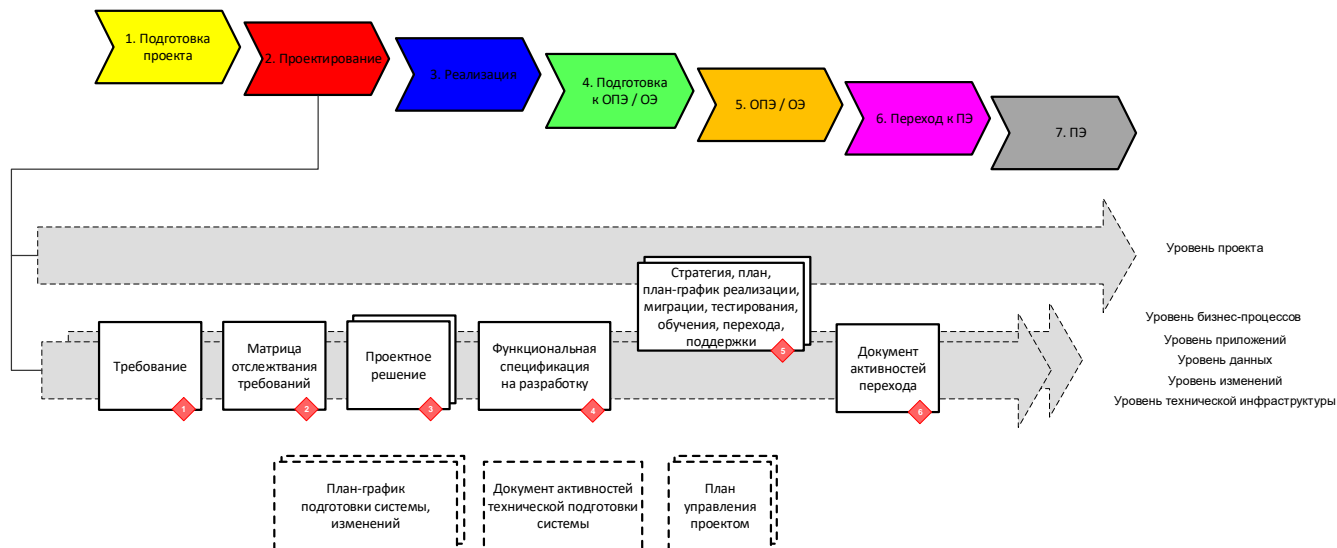 1. Подготовка
проекта
2. Проектирование
3. Реализация
4. Подготовка
к ОПЭ / ОЭ
5. ОПЭ / ОЭ
6. Переход к ПЭ
7. ПЭ
Уровень проекта
Стратегия, план,
план-график реализации,
миграции, тестирования,
обучения, перехода,
поддержки
5
Требование
1
Матрица
отслежтвания
требований
2
Проектное
решение
3
Функциональная
спецификация
на разработку
4
Документ
активностей
перехода
6
Уровень бизнес-процессов
Уровень приложений
Уровень данных
Уровень изменений
Уровень технической инфраструктуры
План-график
подготовки системы,
изменений
Документ активностей
технической подготовки
системы
План
управления
проектом